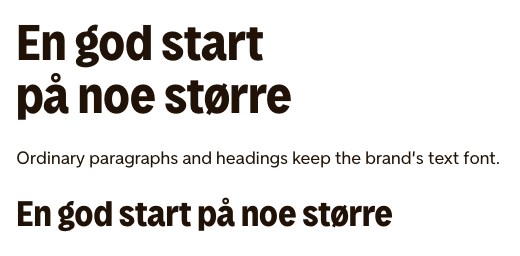 En god start
på noe større
Ordinary paragraphs and headings keep the brand's text font.
En god start på noe større